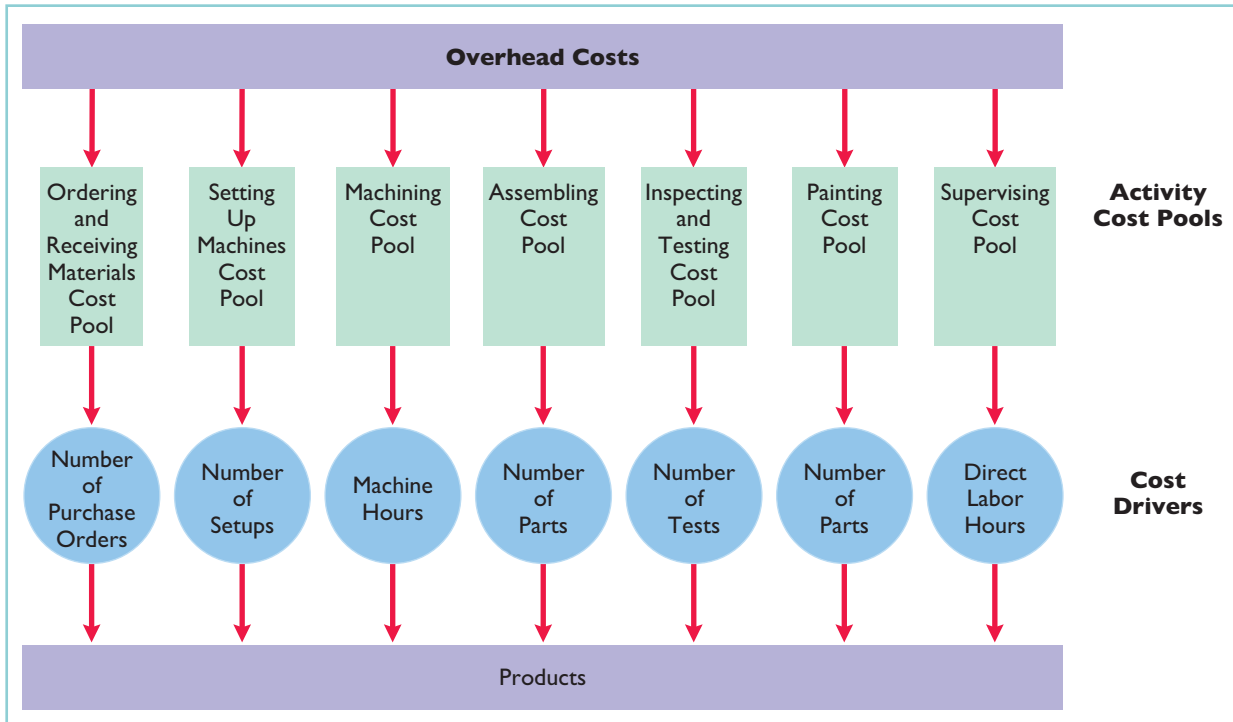 Overhead Costs
Ordering
and
Receiving
Materials
Cost
Pool
Setting
Up
Machines
Cost
Pool
Machining
Cost
Pool
Assembling
Cost
Pool
Inspecting
and
Testing
Cost
Pool
Painting
Cost
Pool
Supervising
Cost
Pool
Activity
Cost Pools
Number
of
Purchase
Orders
Number
of
Setups
Machine
Hours
Number
of
Parts
Number
of
Tests
Number
of
Parts
Direct
Labor
Hours
Cost
Drivers
Products